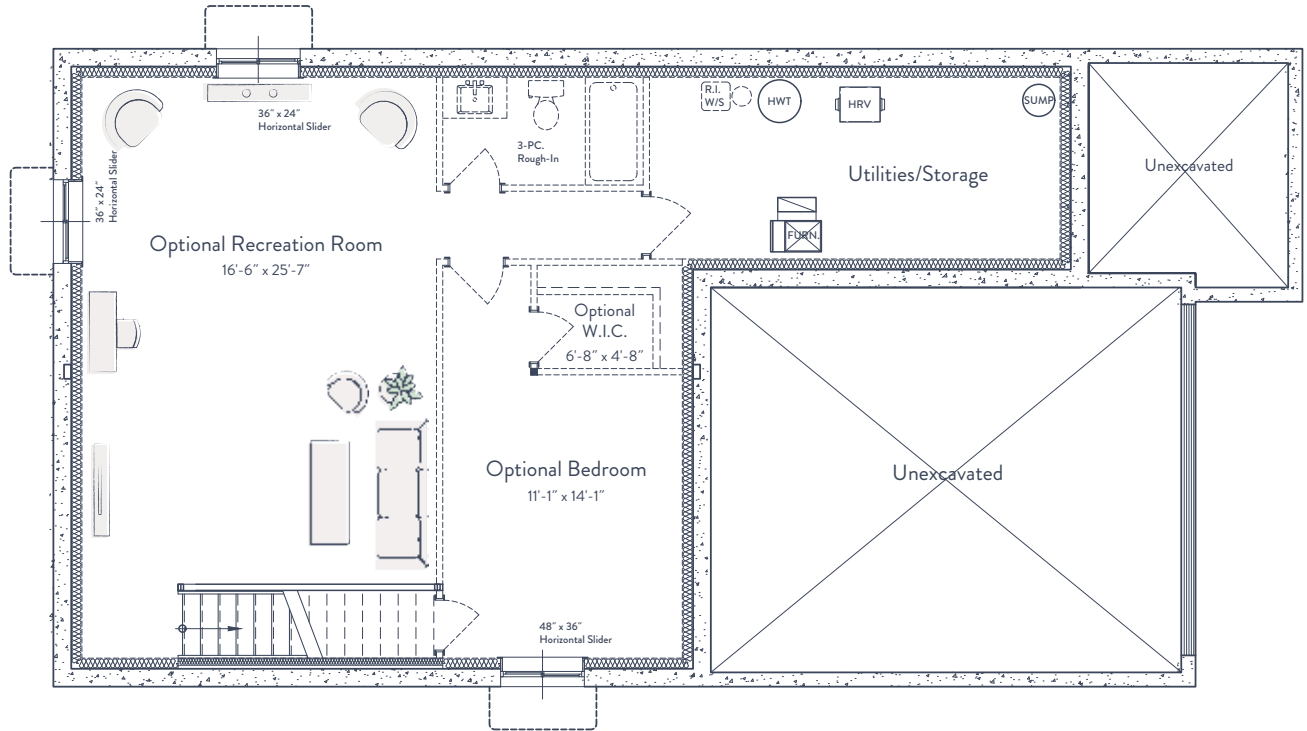 36" x 24"
Horizontal Slider
36" x 24"
Horizontal Slider
3-PC.
Rough-In
R.I.
W/S
HWT
HRV
SUMP
Utilities/Storage
Unexcavated
FURN.
Optional Recreation Room
16'-6" x 25'-7"
Optional
W.I.C.
6'-8" x 4'-8"
Optional Bedroom
11'-1" x 14'-1"
Unexcavated
48" x 36"
Horizontal Slider